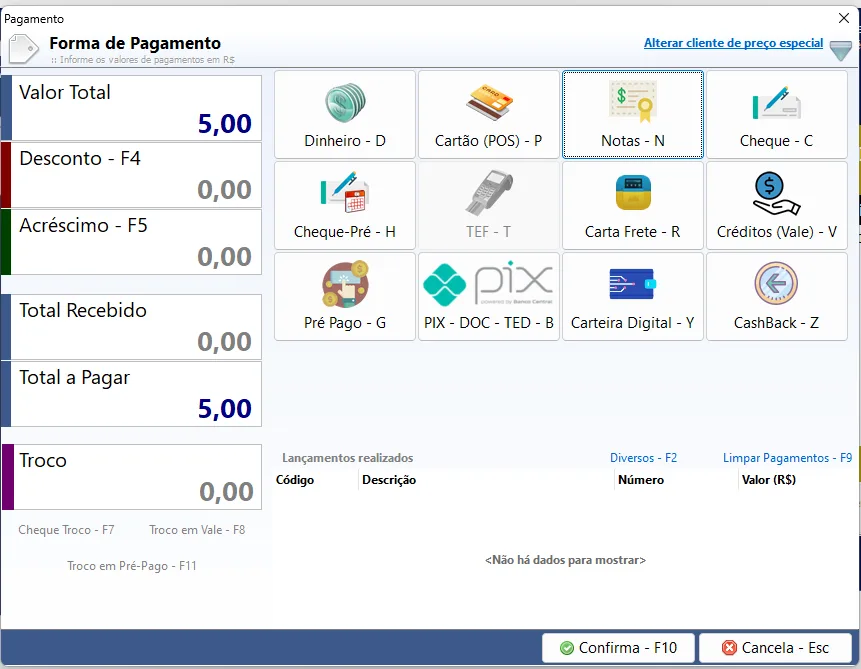 Pagamento
Forma de Pagamento
:: Informe os valores de pagamentos em R$
Alterar cliente de preço especial
Valor Total
5,00
Desconto - F4
0,00
Acréscimo - F5
0,00
Total Recebido
0,00
Total a Pagar
5,00
Troco
0,00
Cheque Troco - F7 Troco em Vale - F8
Troco em Pré-Pago - F11
Dinheiro - D Cartão (POS) - P Notas - N Cheque - C
Cheque-Pré - H TEF - T Carta Frete - R Créditos (Vale) - V
pix
powered by Banco Central
Pré Pago - G PIX - DOC - TED - B Carteira Digital - Y CashBack - Z
Lançamentos realizados Diversos - F2 Limpar Pagamentos - F9
Código Descrição Número Valor (R$)
<Não há dados para mostrar>
Confirma - F10 Cancela - Esc